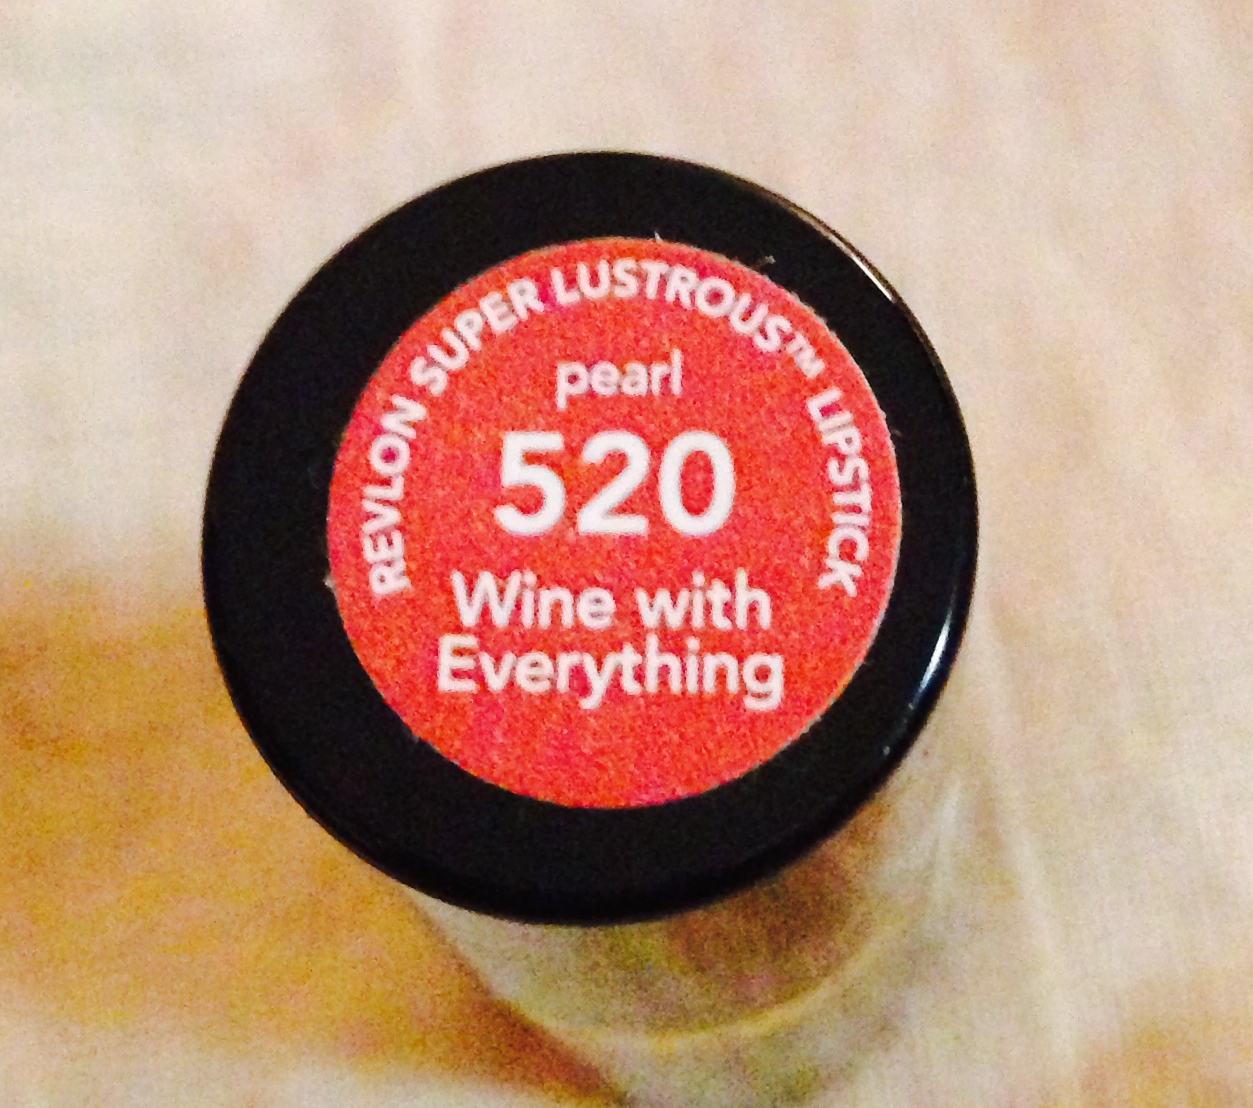 REVLON SUPER LUSTROUS™ LIPSTICK
pearl
520
Wine with
Everything